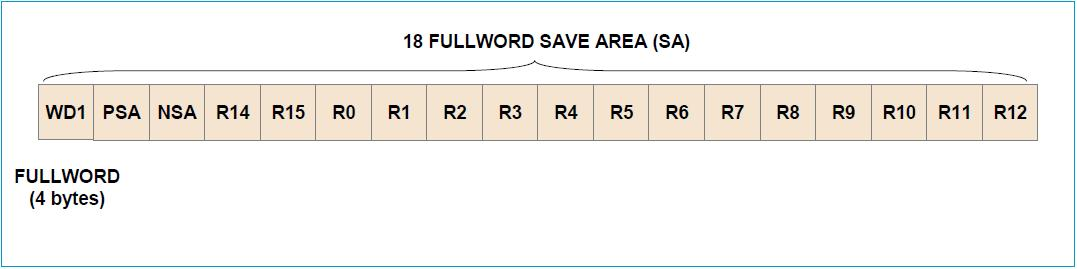 18 FULLWORD SAVE AREA (SA)
WD1 PSA NSA R14 R15 R0 R1 R2 R3 R4 R5 R6 R7 R8 R9 R10 R11 R12
FULLWORD
(4 bytes)